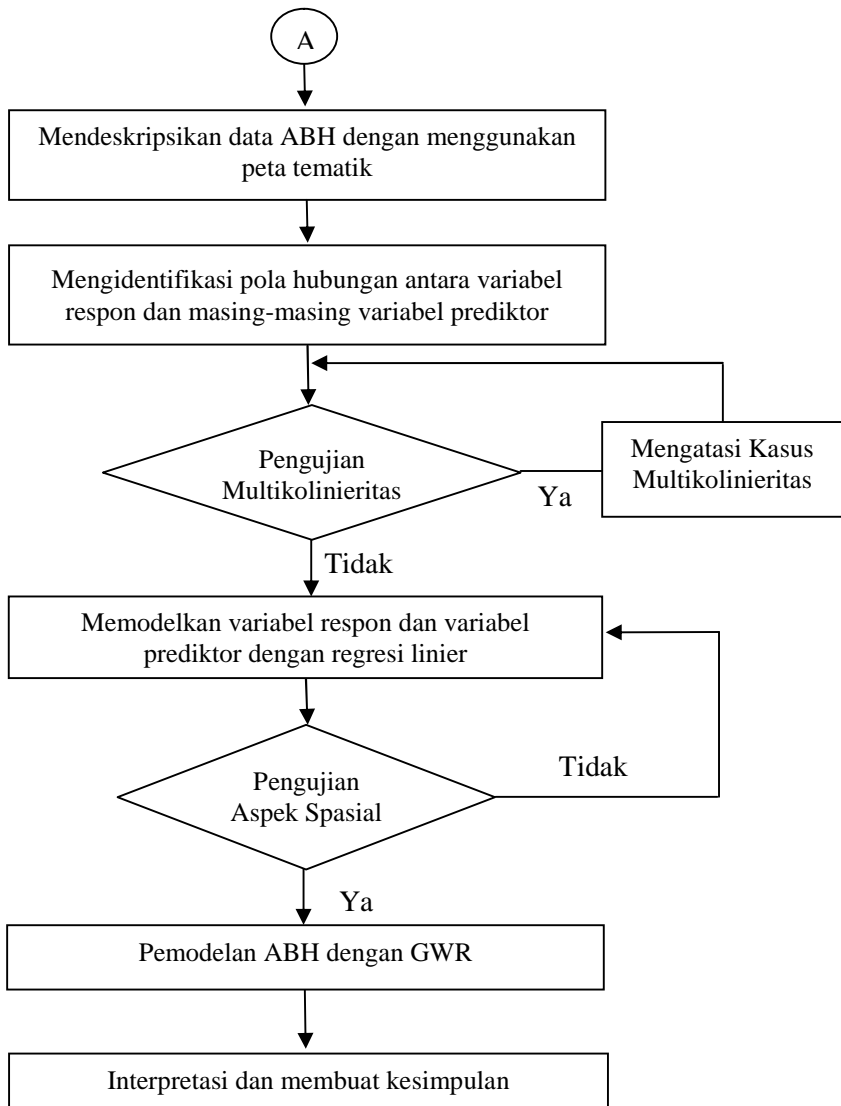 A
Mendeskripsikan data ABH dengan menggunakan
peta tematik
Mengidentifikasi pola hubungan antara variabel
respon dan masing-masing variabel prediktor
Pengujian
Multikolinieritas
Ya
Mengatasi Kasus
Multikolinieritas
Tidak
Memodelkan variabel respon dan variabel
prediktor dengan regresi linier
Pengujian
Aspek Spasial
Tidak
Ya
Pemodelan ABH dengan GWR
Interpretasi dan membuat kesimpulan